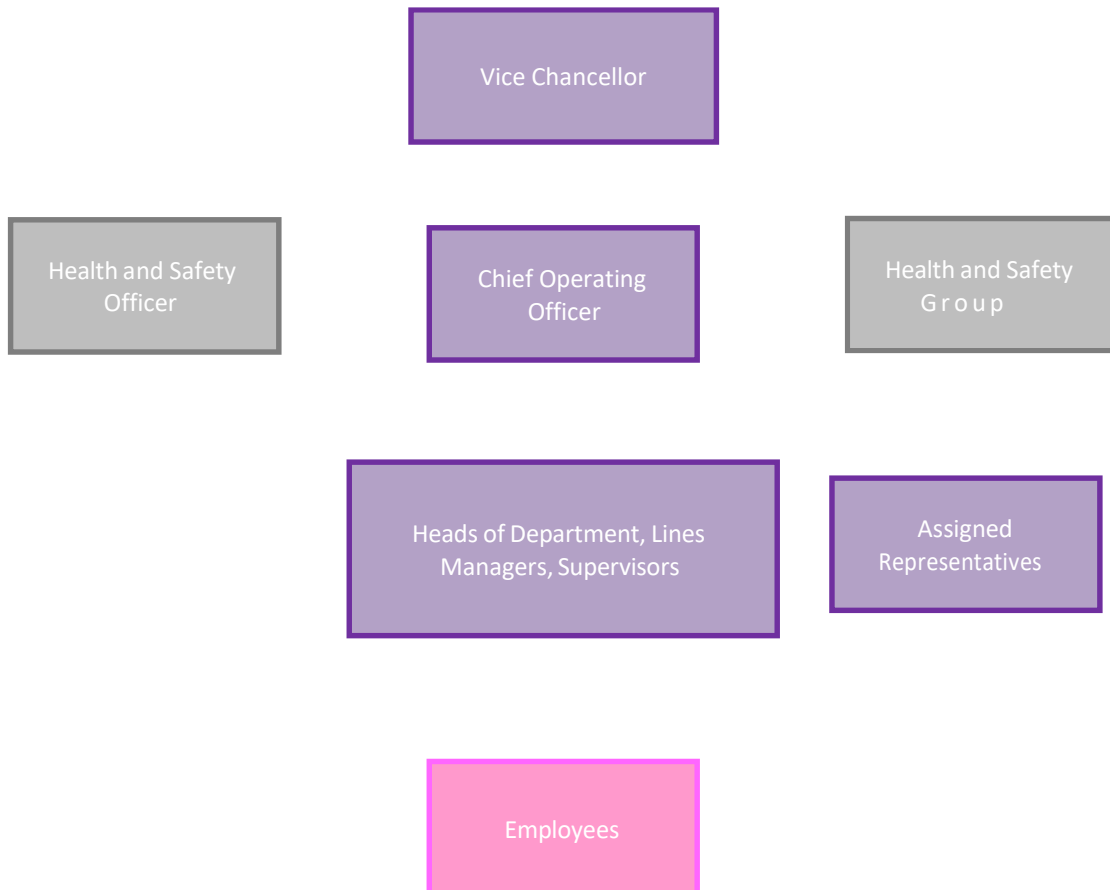 Vice Chancellor
Health and Safety
Officer
Chief Operating
Officer
Health and Safety
Group
Heads of Department, Lines
Managers, Supervisors
Assigned
Representatives
Employees